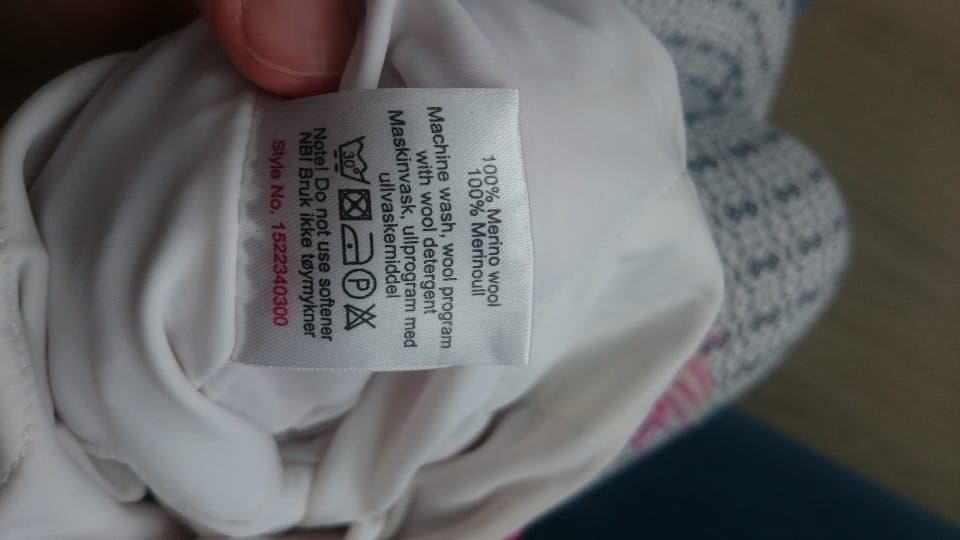 100% Merino wool
100% Merinoull
Machine wash, wool program
with wool detergent
Maskinvask, ullprogram med
ullvaskemiddel
30° P
Note! Do not use softener
NB! Bruk ikke tøymykner
Style No. 1522340300